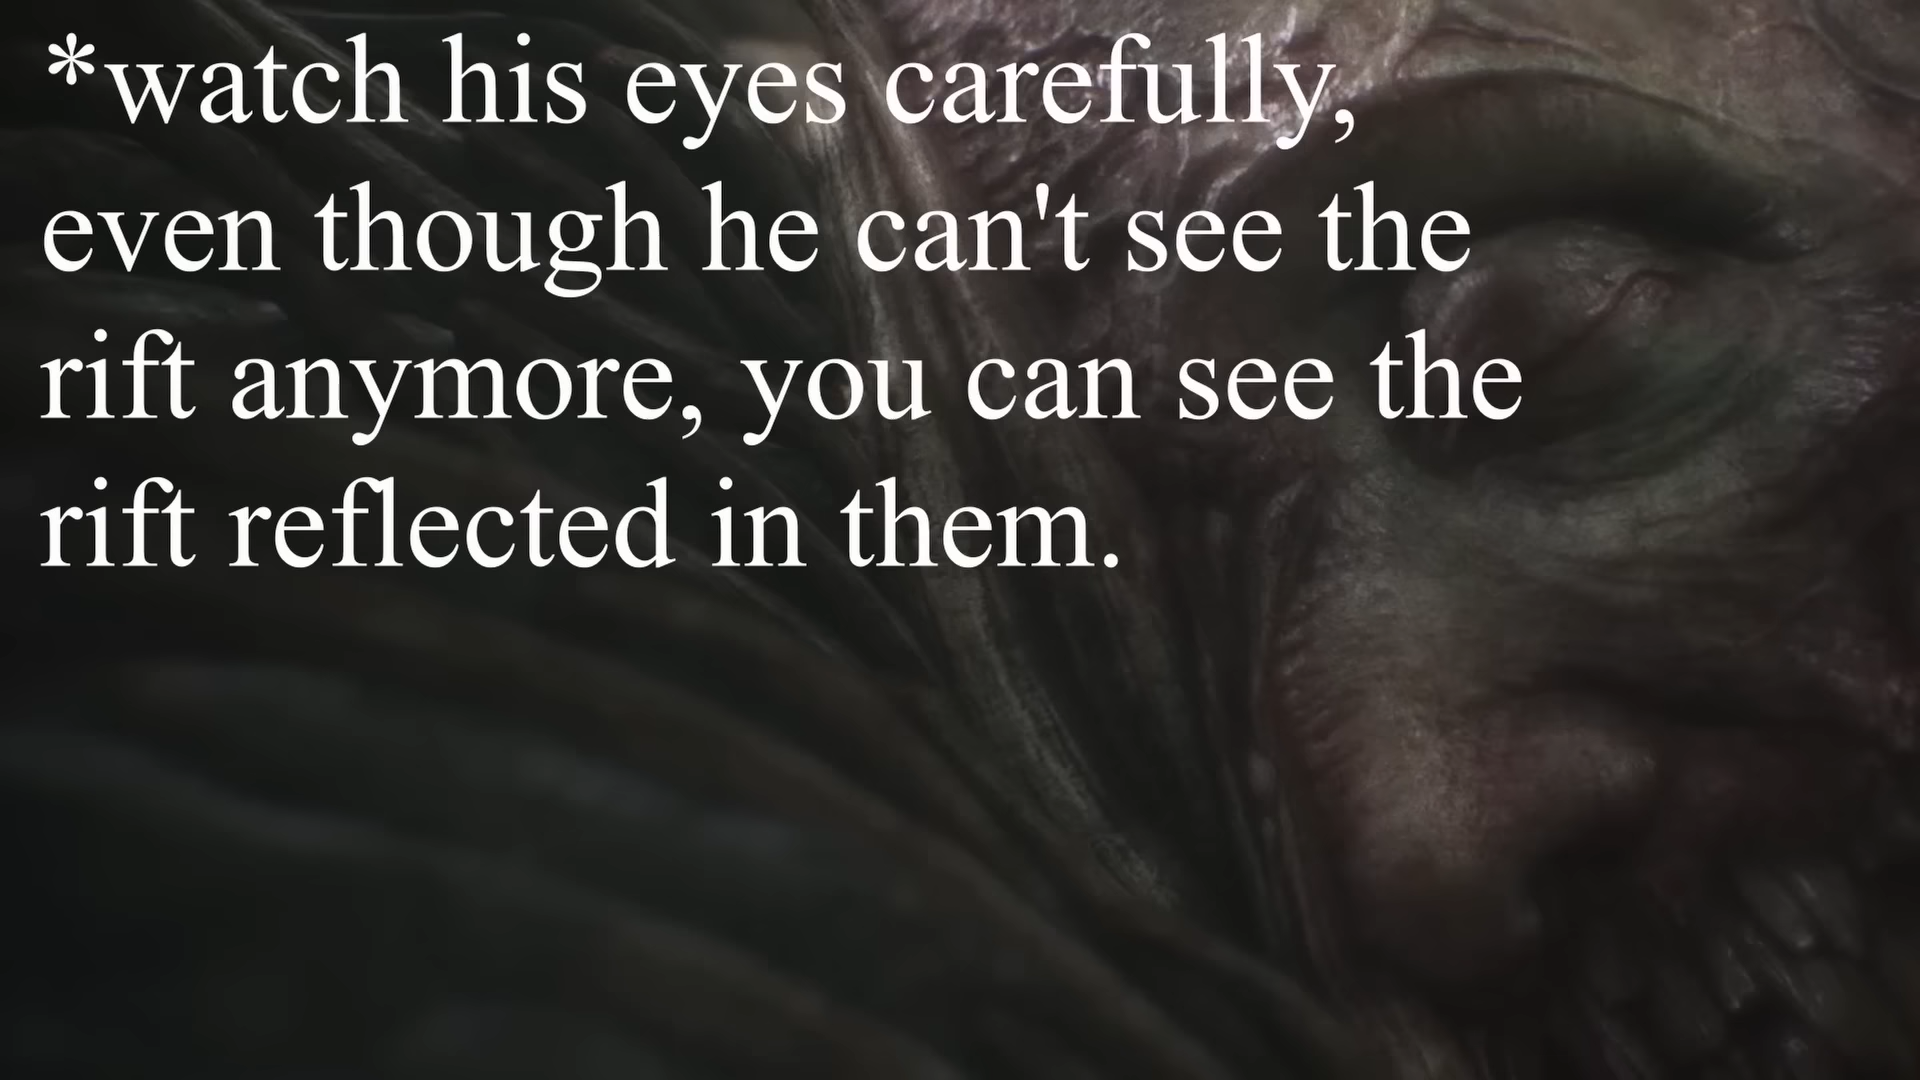 *watch his eyes carefully,
even though he can't see the
rift anymore, you can see the
rift reflected in them.